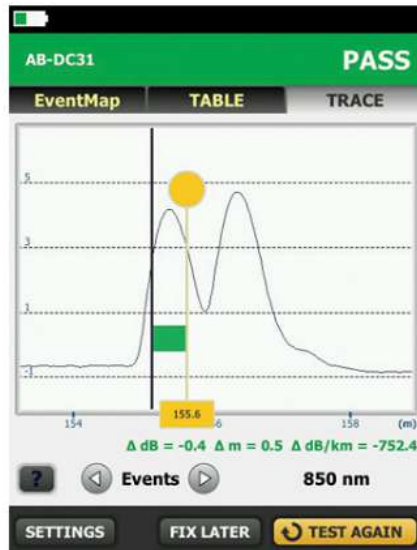 AB-DC31 PASS
EventMap TABLE TRACE
5
3
1
-1
154 155.6 158 (m)
Δ dB = -0.4 Δ m = 0.5 Δ dB/km = -752.4
? Events 850 nm
SETTINGS FIX LATER TEST AGAIN